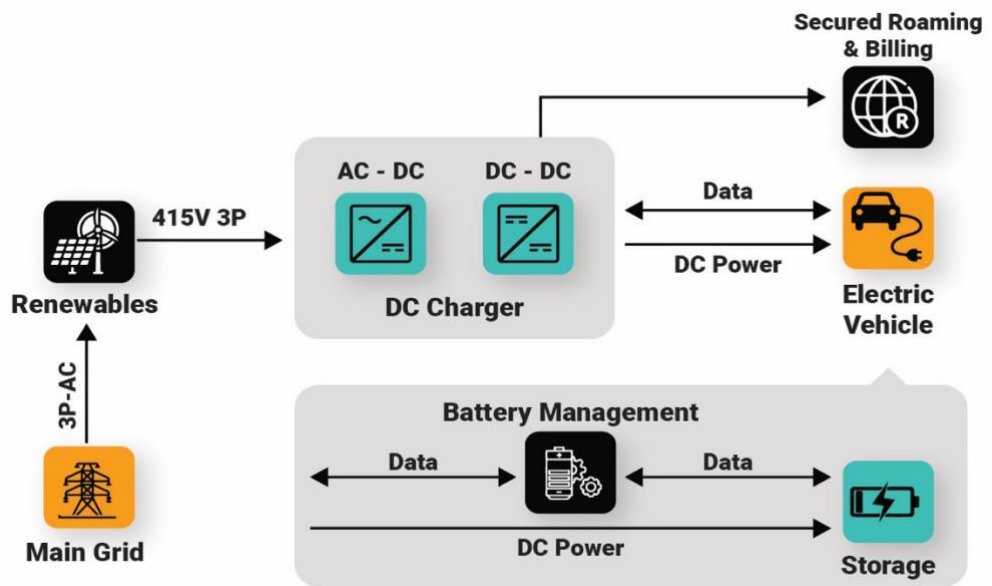 Secured Roaming
& Billing
R
AC - DC
DC - DC
415V 3P
Data
DC Power
Renewables
DC Charger
Electric
Vehicle
3P-AC
Battery Management
Data
Data
DC Power
Main Grid
Storage